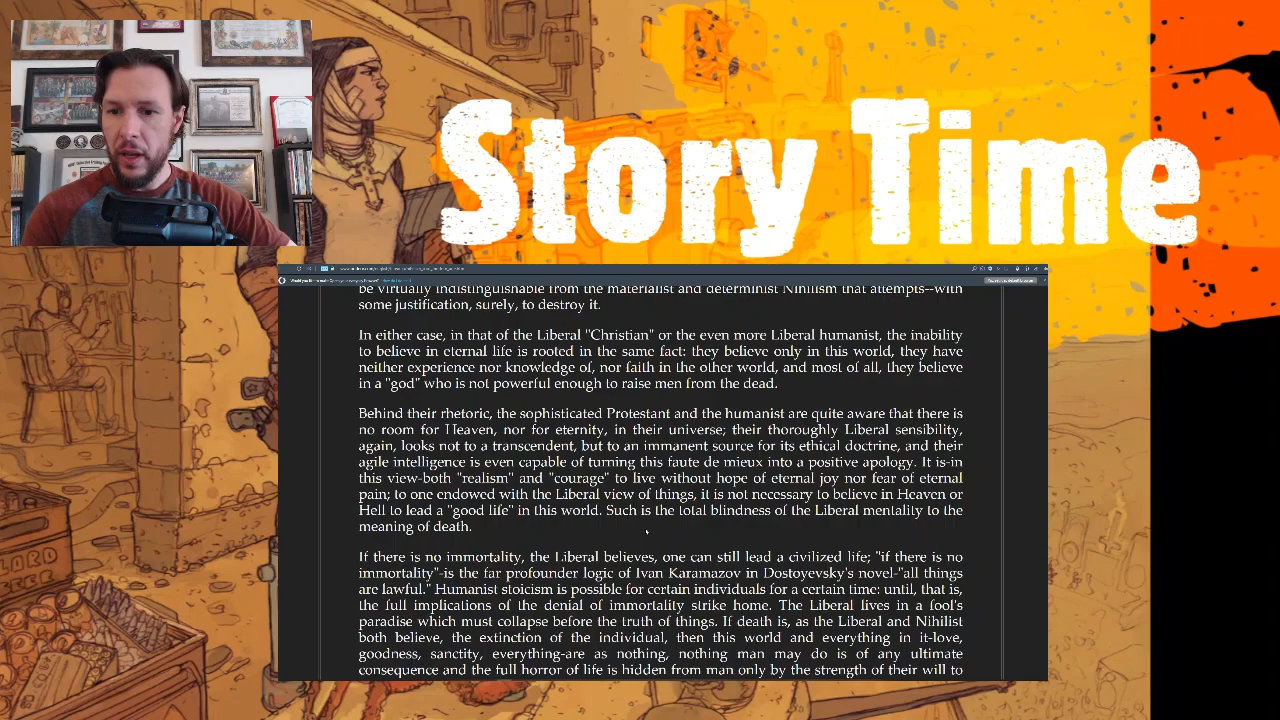 Story Time
be virtually indistinguishable from the materialist and determinist Nihilism that attempts--with
some justification, surely, to destroy it.
In either case, in that of the Liberal "Christian" or the even more Liberal humanist, the inability
to believe in eternal life is rooted in the same fact: they believe only in this world, they have
neither experience nor knowledge of, nor faith in the other world, and most of all, they believe
in a "god" who is not powerful enough to raise men from the dead.
Behind their rhetoric, the sophisticated Protestant and the humanist are quite aware that there is
no room for Heaven, nor for eternity, in their universe; their thoroughly Liberal sensibility,
again, looks not to a transcendent, but to an immanent source for its ethical doctrine, and their
agile intelligence is even capable of turning this faute de mieux into a positive apology. It is-in
this view-both "realism" and "courage" to live without hope of eternal joy nor fear of eternal
pain; to one endowed with the Liberal view of things, it is not necessary to believe in Heaven or
Hell to lead a "good life" in this world. Such is the total blindness of the Liberal mentality to the
meaning of death.
If there is no immortality, the Liberal believes, one can still lead a civilized life; "if there is no
immortality"-is the far profounder logic of Ivan Karamazov in Dostoyevsky's novel-"all things
are lawful." Humanist stoicism is possible for certain individuals for a certain time: until, that is,
the full implications of the denial of immortality strike home. The Liberal lives in a fool's
paradise which must collapse before the truth of things. If death is, as the Liberal and Nihilist
both believe, the extinction of the individual, then this world and everything in it-love,
goodness, sanctity, everything-are as nothing, nothing man may do is of any ultimate
consequence and the full horror of life is hidden from man only by the strength of their will to